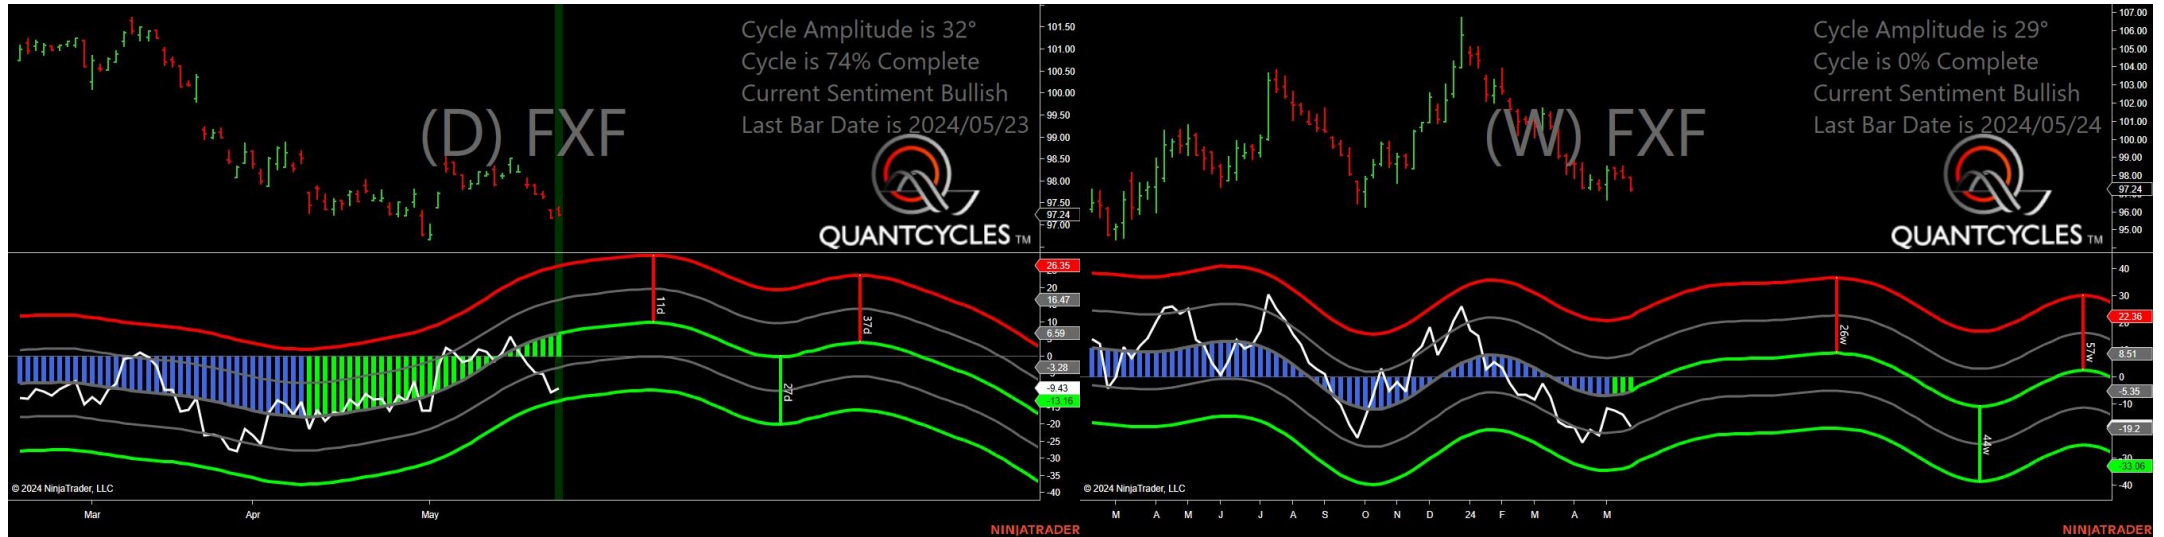 Cycle Amplitude is 32°
Cycle is 74% Complete
Current Sentiment Bullish
Last Bar Date is 2024/05/23
(D) FXF
QUANTCYCLES TM
101.50
101.00
100.50
100.00
99.50
99.00
98.50
98.00
97.50
97.24
97.00
26.35
20
16.47
10
6.59
0
-3.28
-9.43
-13.16
-20
-25
-30
-35
-40
11d
27d
37d
© 2024 NinjaTrader, LLC
Mar
Apr
May
NINJATRADER
Cycle Amplitude is 29°
Cycle is 0% Complete
Current Sentiment Bullish
Last Bar Date is 2024/05/24
(W) FXF
QUANTCYCLES TM
107.00
106.00
105.00
104.00
103.00
102.00
101.00
100.00
99.00
98.00
97.24
96.00
95.00
40
30
22.36
8.51
0
-5.35
-10
-19.2
-33.06
-40
26w
44w
57w
© 2024 NinjaTrader, LLC
M A M J J A S O N D 24 F M A M
NINJATRADER